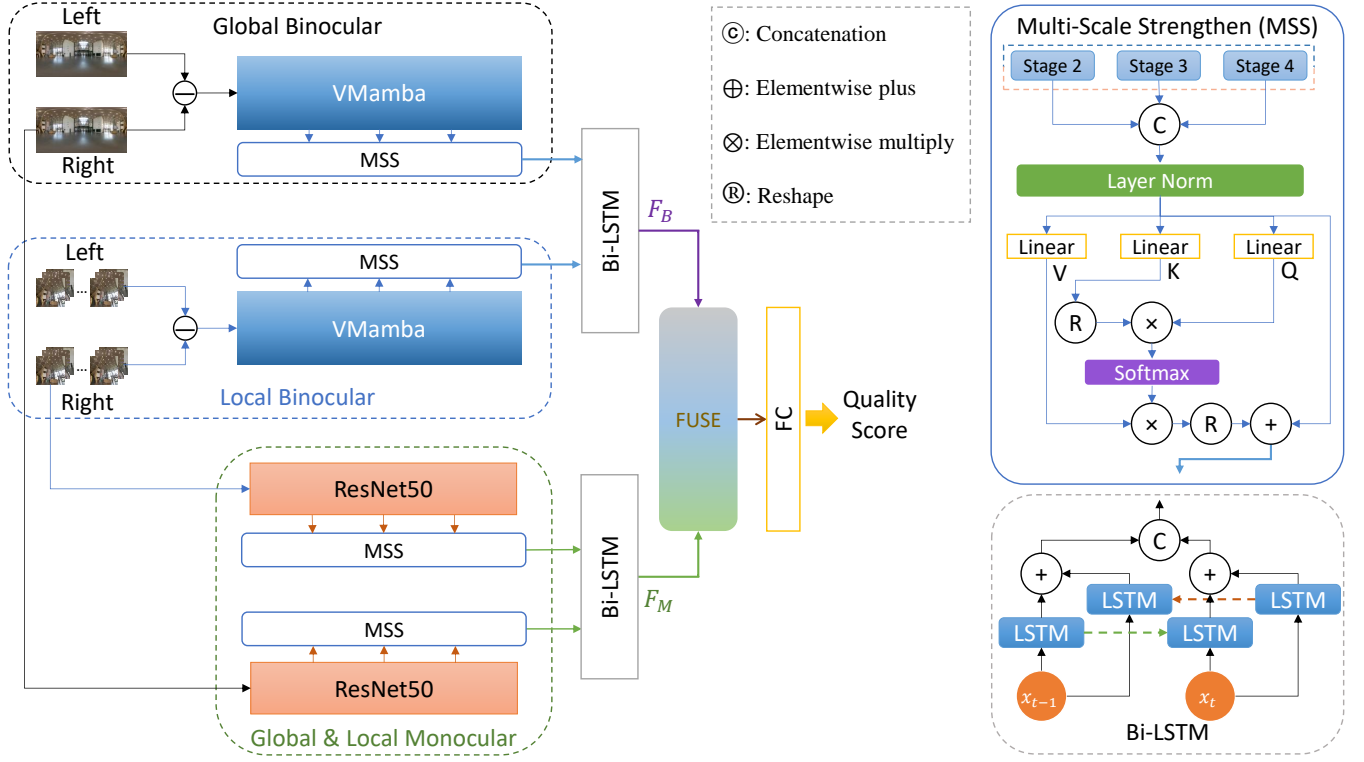 Left
Global Binocular
VMamba
MSS
Right
Left
MSS
VMamba
Right
Local Binocular
ResNet50
MSS
MSS
ResNet50
Global & Local Monocular
Bi-LSTM
F_B
Bi-LSTM
F_M
FUSE
FC
Quality
Score
Ⓒ: Concatenation
⊕: Elementwise plus
⊗: Elementwise multiply
Ⓡ: Reshape
Multi-Scale Strengthen (MSS)
Stage 2 Stage 3 Stage 4
C
Layer Norm
Linear Linear Linear
V K Q
R ×
Softmax
× R +
C
+ +
LSTM LSTM
LSTM LSTM
x_{t−1} x_t
Bi-LSTM